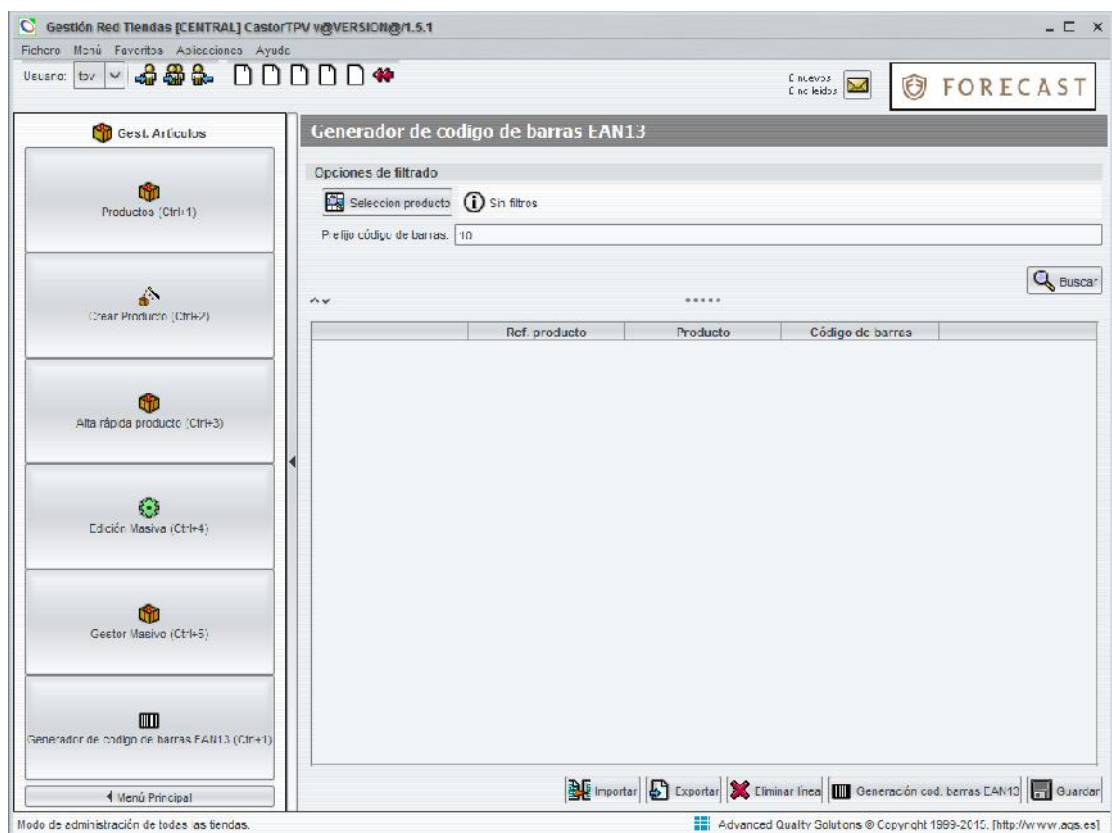 Gestión Red Tiendas [CENTRAL] CastorTPV v@VERSION@/1.5.1
Fichero Menú Favoritos Aplicaciones Ayuda
Usuario: tpv
0 nuevos
0 no leidos
FORECAST
Gest. Artículos
Generador de codigo de barras EAN13
Opciones de filtrado
Productos (Ctrl+1)
Seleccion producto
Sin filtros
Prefijo código de barras: 10
Crear Producto (Ctrl+2)
Buscar
Ref. producto Producto Código de barras
Alta rápida producto (Ctrl+3)
Edición Masiva (Ctrl+4)
Gestor Masivo (Ctrl+5)
Generador de codigo de barras EAN13 (Ctrl+1)
Menú Principal
Importar Exportar Eliminar línea Generación cod. barras EAN13 Guardar
Modo de administración de todas las tiendas.
Advanced Quality Solutions © Copyright 1999-2015. [http://www.aqs.es]